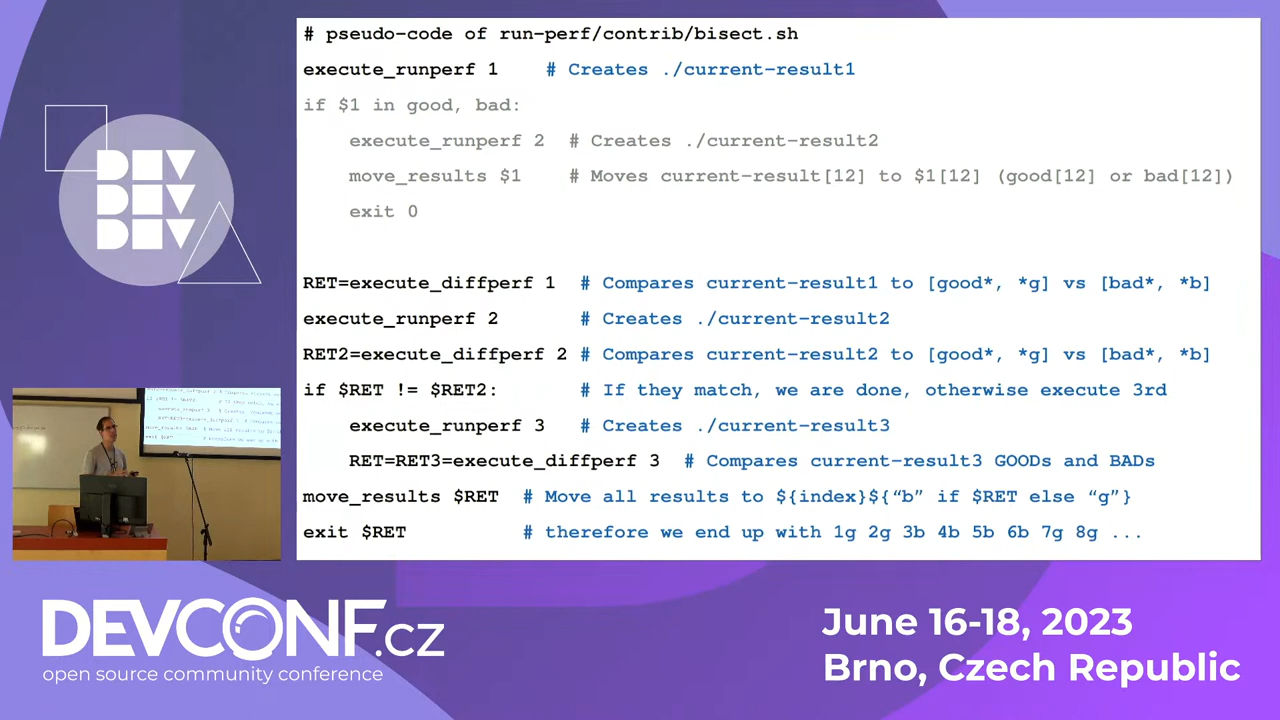 # pseudo-code of run-perf/contrib/bisect.sh
execute_runperf 1 # Creates ./current-result1
if $1 in good, bad:
execute_runperf 2 # Creates ./current-result2
move_results $1 # Moves current-result[12] to $1[12] (good[12] or bad[12])
exit 0
RET=execute_diffperf 1 # Compares current-result1 to [good*, *g] vs [bad*, *b]
execute_runperf 2 # Creates ./current-result2
RET2=execute_diffperf 2 # Compares current-result2 to [good*, *g] vs [bad*, *b]
if $RET != $RET2: # If they match, we are done, otherwise execute 3rd
execute_runperf 3 # Creates ./current-result3
RET=RET3=execute_diffperf 3 # Compares current-result3 GOODs and BADs
move_results $RET # Move all results to ${index}${“b” if $RET else “g”}
exit $RET # therefore we end up with 1g 2g 3b 4b 5b 6b 7g 8g ...
DEV
DEV
DEV
DEVCONF.cz
open source community conference
June 16-18, 2023
Brno, Czech Republic